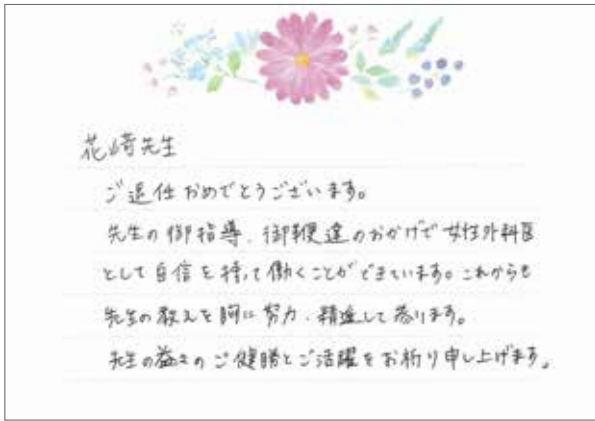 花崎先生
ご退任おめでとうございます。
先生の御指導、御鞭撻のおかげで女性外科医
として自信を持って働くことができています。これからも
先生の教えを胸に努力・精進して参ります。
先生の益々のご健勝とご活躍をお祈り申し上げます。